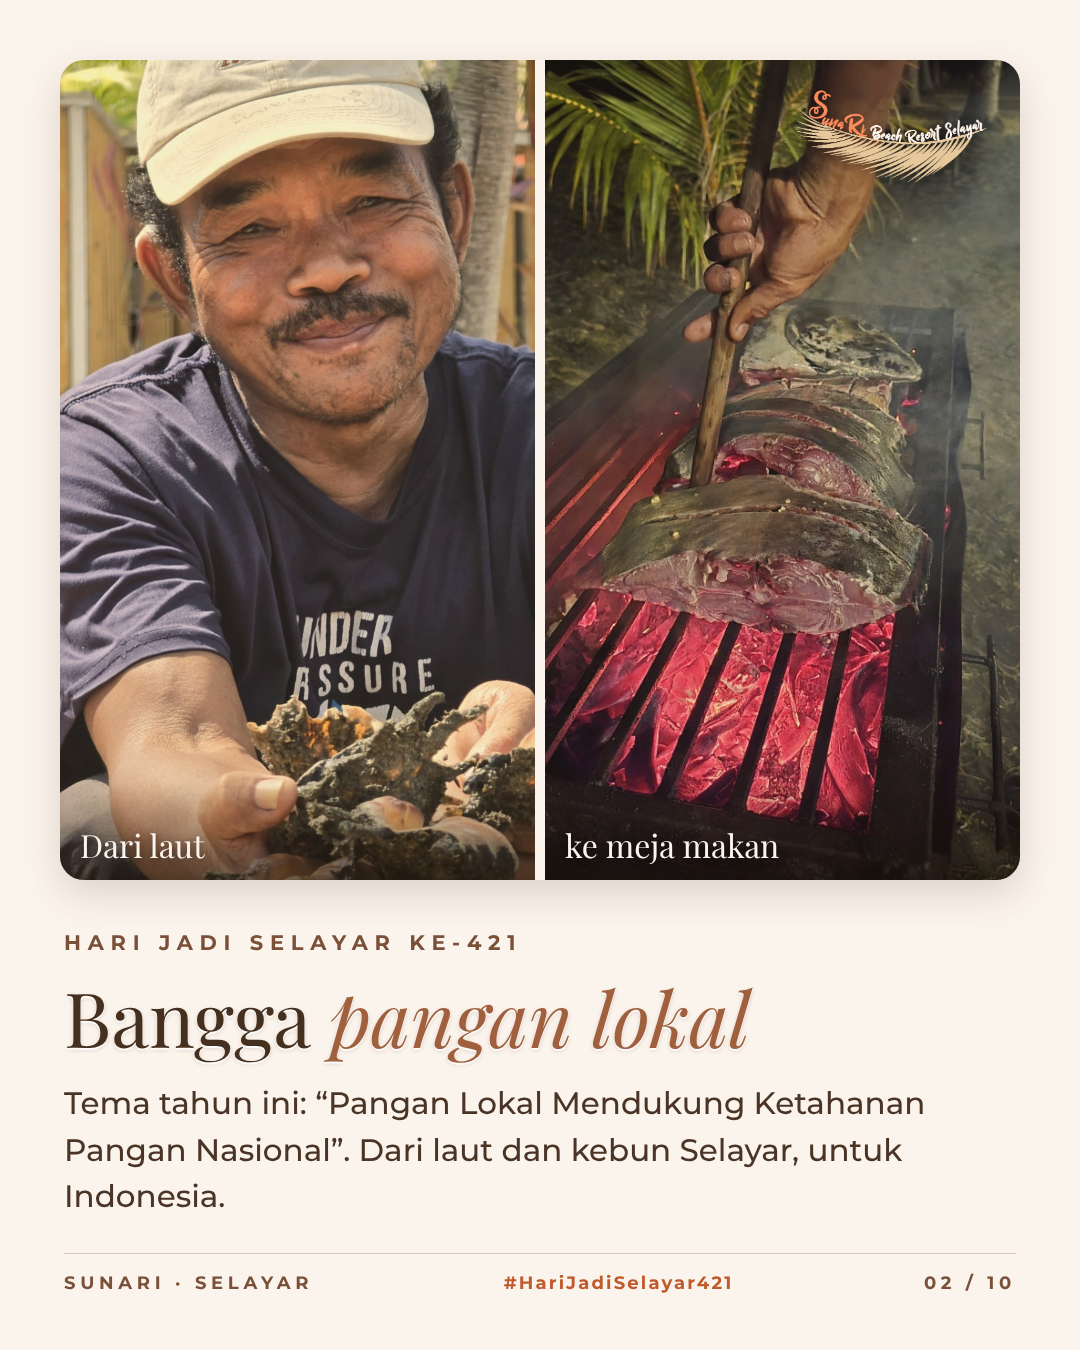 SunaRi Beach Resort Selayar
UNDER
ASSURE
Dari laut
ke meja makan
HARI JADI SELAYAR KE-421
Bangga pangan lokal
Tema tahun ini: “Pangan Lokal Mendukung Ketahanan
Pangan Nasional”. Dari laut dan kebun Selayar, untuk
Indonesia.
SUNARI · SELAYAR
#HariJadiSelayar421
02 / 10